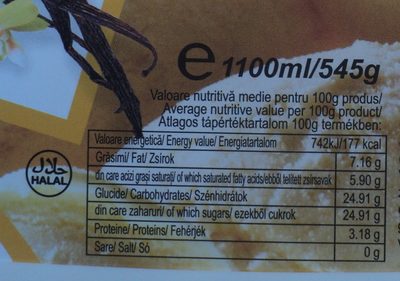 e 1100ml/545g
Valoare nutritivă medie pentru 100g produs/
Average nutritive value per 100g product/
Átlagos tápértéktartalom 100g termékben:
Valoare energetică/ Energy value/ Energiatartalom 742kJ/177 kcal
Grăsimi/ Fat/ Zsírok 7.16 g
din care acizi grasi saturați/ of which saturated fatty acids/ebből telített zsírsavak 5.90 g
Glucide/ Carbohydrates/ Szénhidrátok 24.91 g
din care zaharuri/ of which sugars/ ezekből cukrok 24.91 g
Proteine/ Proteins/ Fehérjék 3.18 g
Sare/ Salt/ Só 0 g
حلال
HALAL